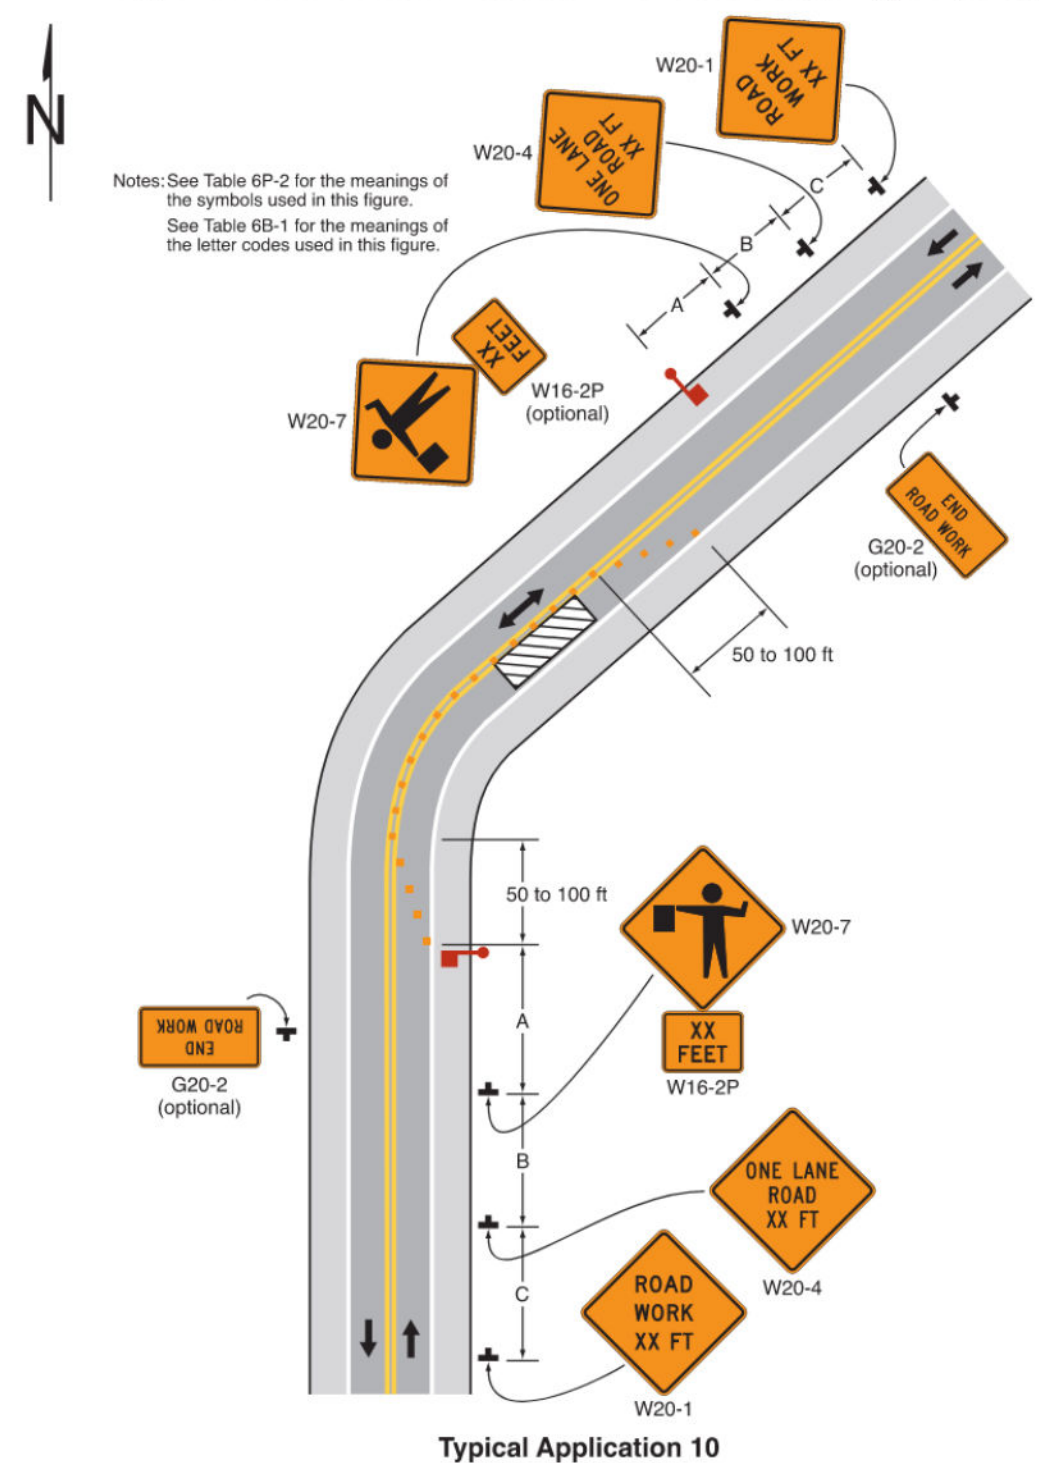 N
Notes: See Table 6P-2 for the meanings of
the symbols used in this figure.
See Table 6B-1 for the meanings of
the letter codes used in this figure.
W20-1
ROAD
WORK
XX FT
W20-4
ONE LANE
ROAD
XX FT
C
B
A
W20-7
XX
FEET
W16-2P
(optional)
END
ROAD WORK
G20-2
(optional)
50 to 100 ft
50 to 100 ft
W20-7
XX
FEET
W16-2P
A
END
ROAD WORK
G20-2
(optional)
B
ONE LANE
ROAD
XX FT
W20-4
C
ROAD
WORK
XX FT
W20-1
Typical Application 10